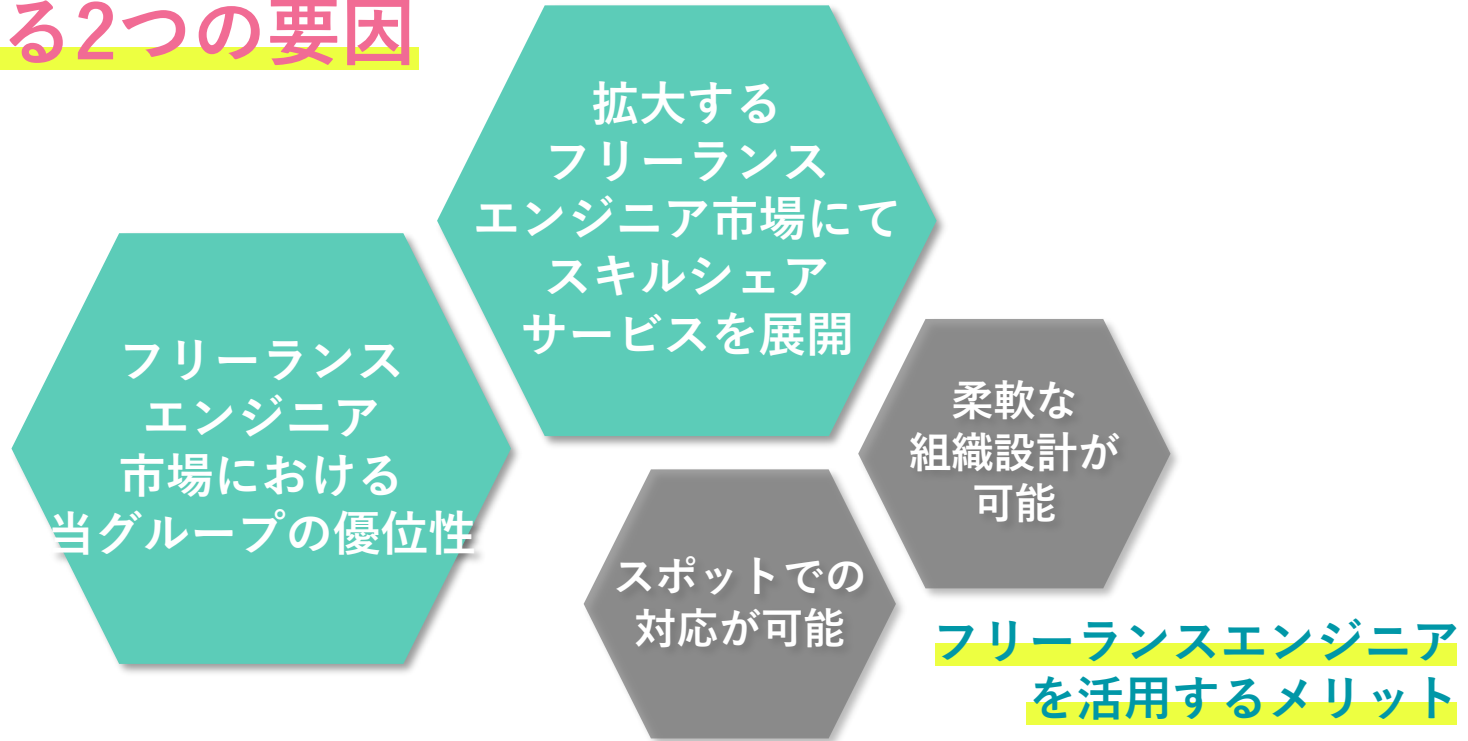 る2つの要因
拡大する
フリーランス
エンジニア市場にて
スキルシェア
サービスを展開
フリーランス
エンジニア
市場における
当グループの優位性
柔軟な
組織設計が
可能
スポットでの
対応が可能
フリーランスエンジニア
を活用するメリット